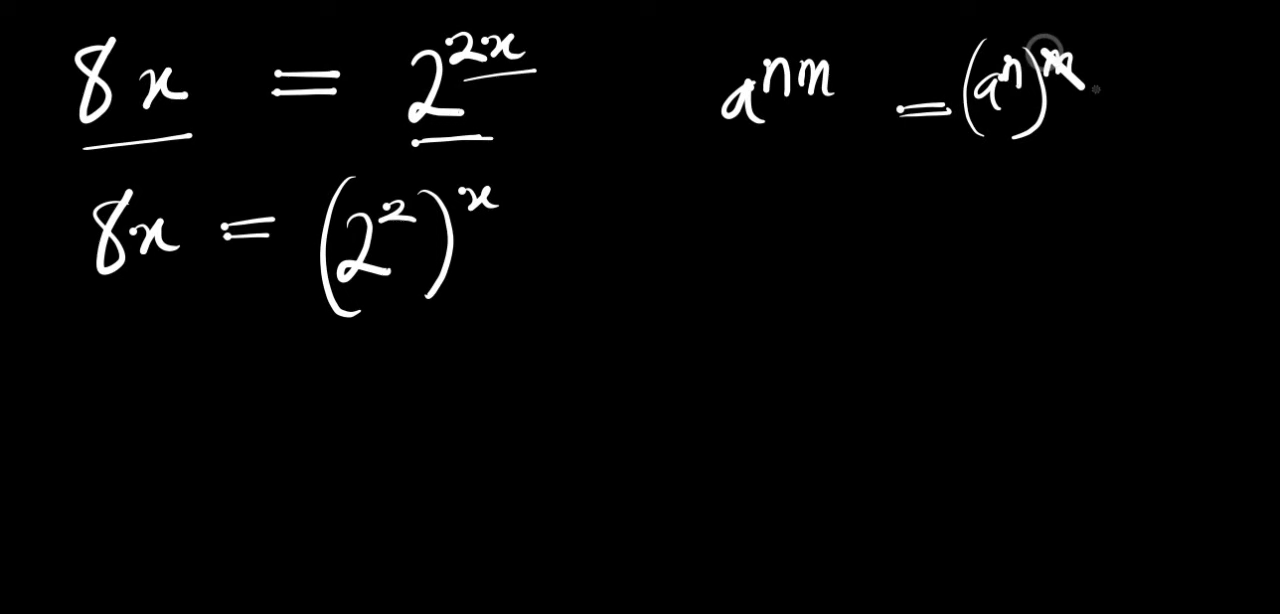 8x = 2^{2x}
a^{nm} = (a^n)^m
8x = (2^2)^x